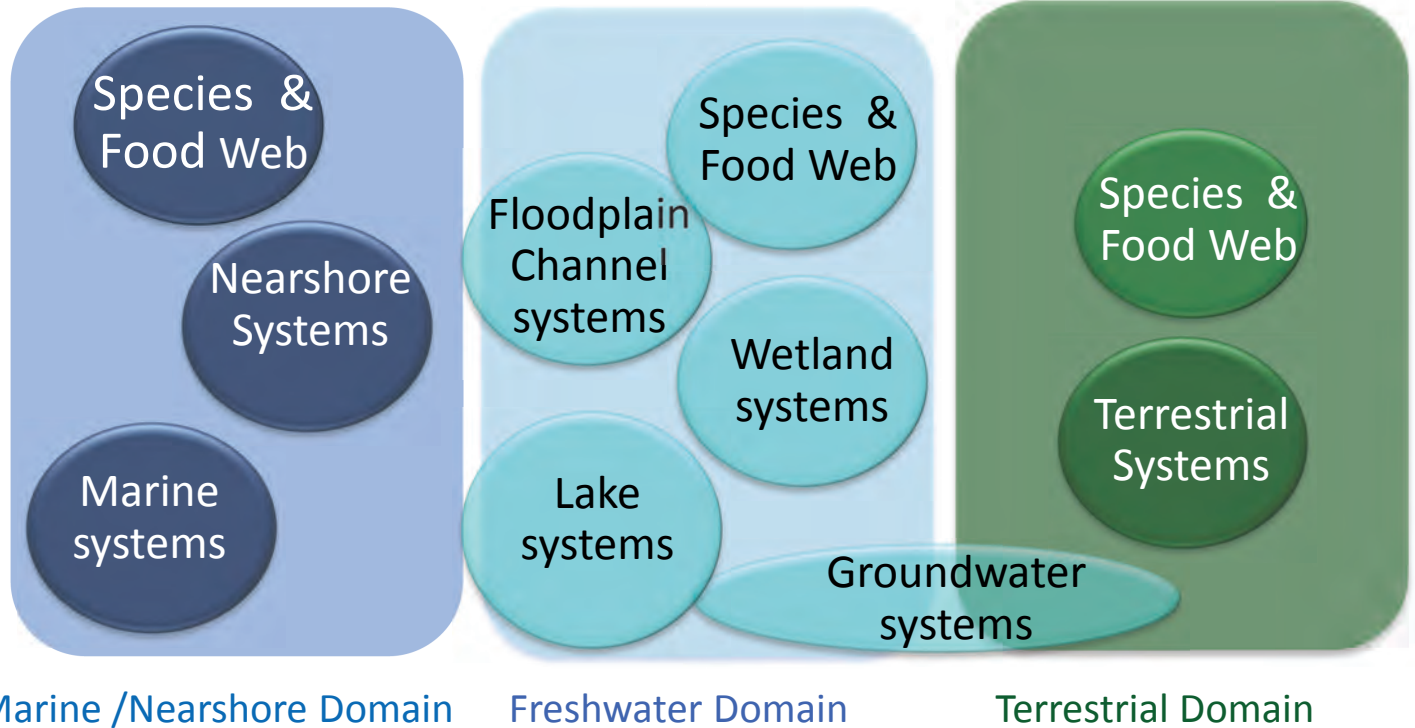 Species &
Food Web
Nearshore
Systems
Marine
systems
Species &
Food Web
Floodplain
Channel
systems
Wetland
systems
Lake
systems
Groundwater
systems
Species &
Food Web
Terrestrial
Systems
Marine /Nearshore Domain
Freshwater Domain
Terrestrial Domain